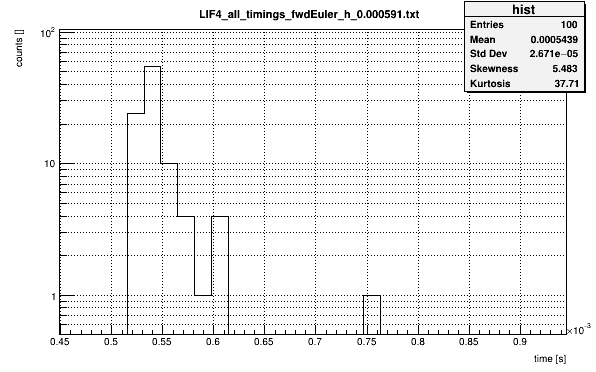 LIF4_all_timings_fwdEuler_h_0.000591.txt
hist
Entries 100
Mean 0.0005439
Std Dev 2.671e−05
Skewness 5.483
Kurtosis 37.71
counts []
10²
10
1
0.45 0.5 0.55 0.6 0.65 0.7 0.75 0.8 0.85 0.9
×10⁻³
time [s]